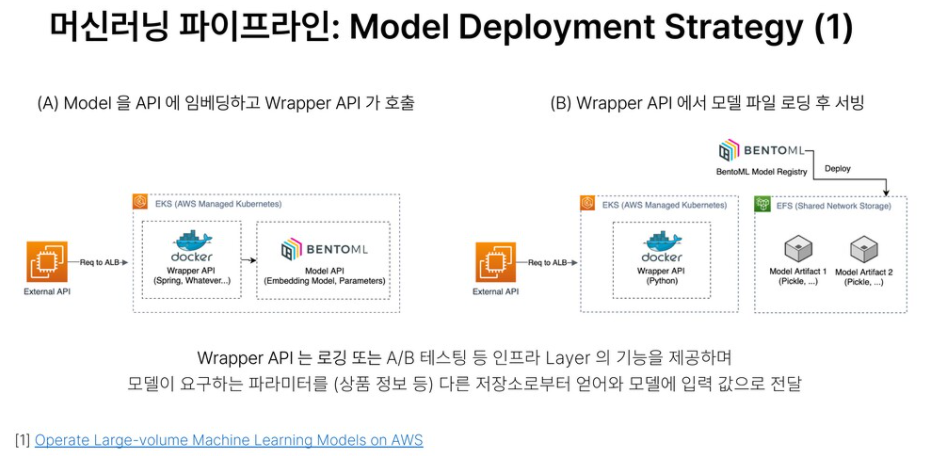 머신러닝 파이프라인: Model Deployment Strategy (1)
(A) Model 을 API 에 임베딩하고 Wrapper API 가 호출
EKS (AWS Managed Kubernetes)
External API
Req to ALB
docker
Wrapper API
(Spring, Whatever...)
BENTOML
Model API
(Embedding Model, Parameters)
(B) Wrapper API 에서 모델 파일 로딩 후 서빙
BENTOML
BentoML Model Registry
Deploy
EKS (AWS Managed Kubernetes)
External API
Req to ALB
docker
Wrapper API
(Python)
EFS (Shared Network Storage)
Model Artifact 1
(Pickle, ...)
Model Artifact 2
(Pickle, ...)
Wrapper API 는 로깅 또는 A/B 테스팅 등 인프라 Layer 의 기능을 제공하며
모델이 요구하는 파라미터를 (상품 정보 등) 다른 저장소로부터 얻어와 모델에 입력 값으로 전달
[1] Operate Large-volume Machine Learning Models on AWS